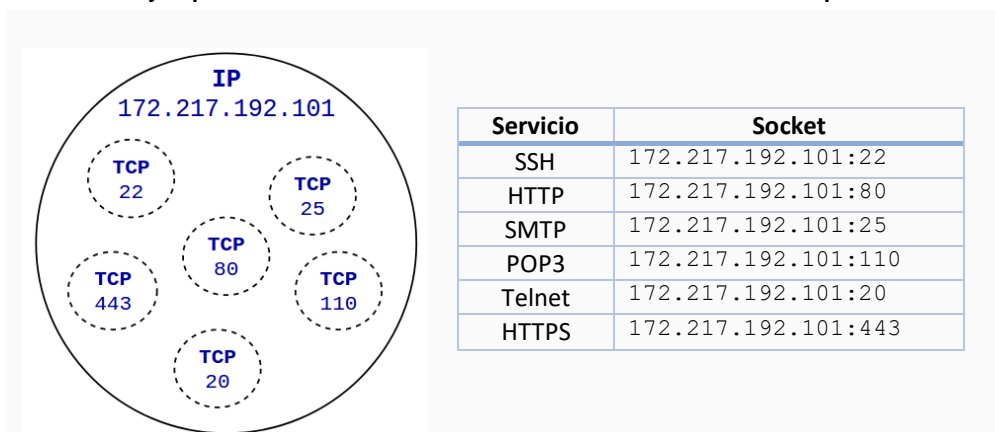 IP
172.217.192.101
TCP
22
TCP
25
TCP
80
TCP
443
TCP
110
TCP
20
Servicio Socket
SSH 172.217.192.101:22
HTTP 172.217.192.101:80
SMTP 172.217.192.101:25
POP3 172.217.192.101:110
Telnet 172.217.192.101:20
HTTPS 172.217.192.101:443